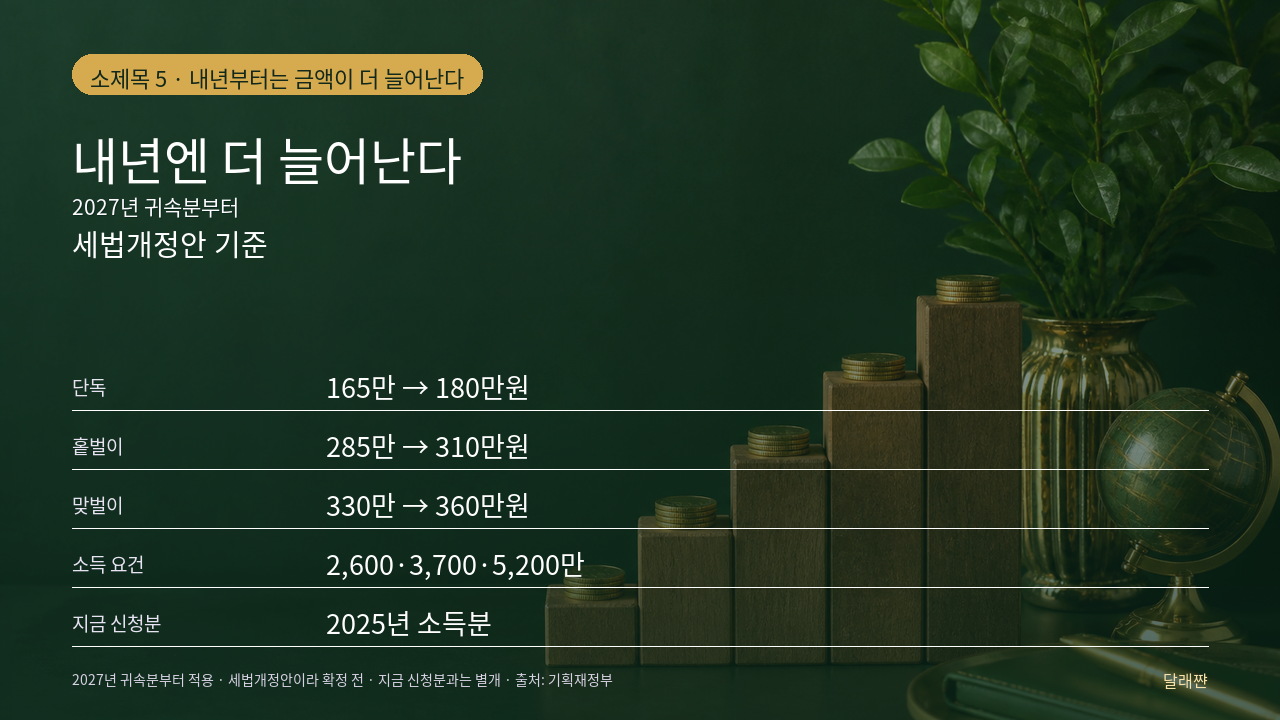 소제목 5 · 내년부터는 금액이 더 늘어난다
내년엔 더 늘어난다
2027년 귀속분부터
세법개정안 기준
단독 165만 → 180만원
홑벌이 285만 → 310만원
맞벌이 330만 → 360만원
소득 요건 2,600·3,700·5,200만
지금 신청분 2025년 소득분
2027년 귀속분부터 적용 · 세법개정안이라 확정 전 · 지금 신청분과는 별개 · 출처: 기획재정부
달래쨘